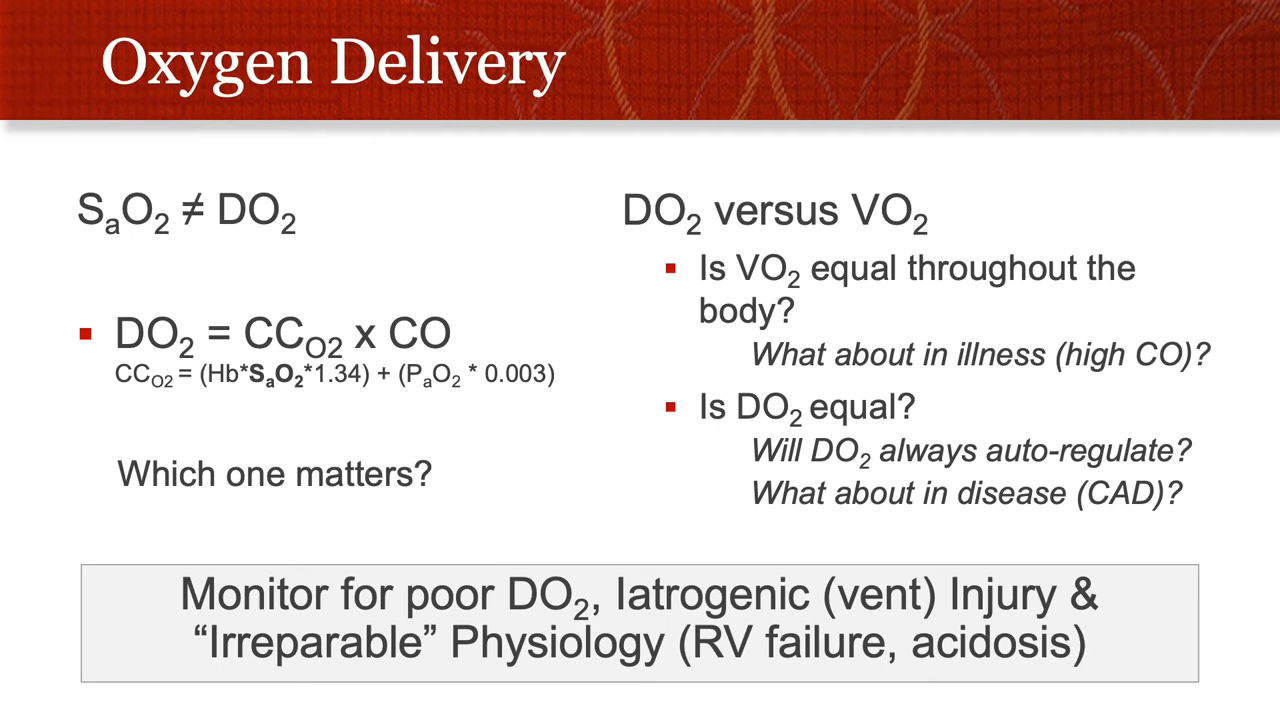 Oxygen Delivery
SₐO₂ ≠ DO₂
▪ DO₂ = CC_O2 x CO
CC_O2 = (Hb*SₐO₂*1.34) + (PₐO₂ * 0.003)
Which one matters?
DO₂ versus VO₂
▪ Is VO₂ equal throughout the
body?
What about in illness (high CO)?
▪ Is DO₂ equal?
Will DO₂ always auto-regulate?
What about in disease (CAD)?
Monitor for poor DO₂, Iatrogenic (vent) Injury &
“Irreparable” Physiology (RV failure, acidosis)